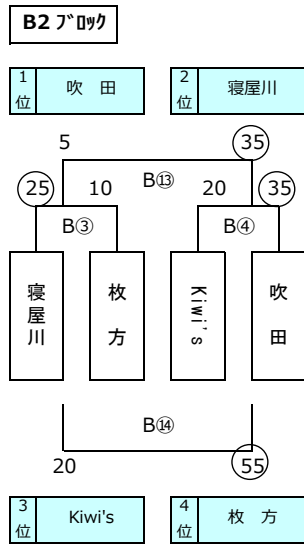 B2 ﾌﾞﾛｯｸ
1位 吹 田 2位 寝屋川
5 35
B⑬
25 10 20 35
B③ B④
寝屋川 枚方 Kiwi's 吹田
B⑭
20 55
3位 Kiwi's 4位 枚 方